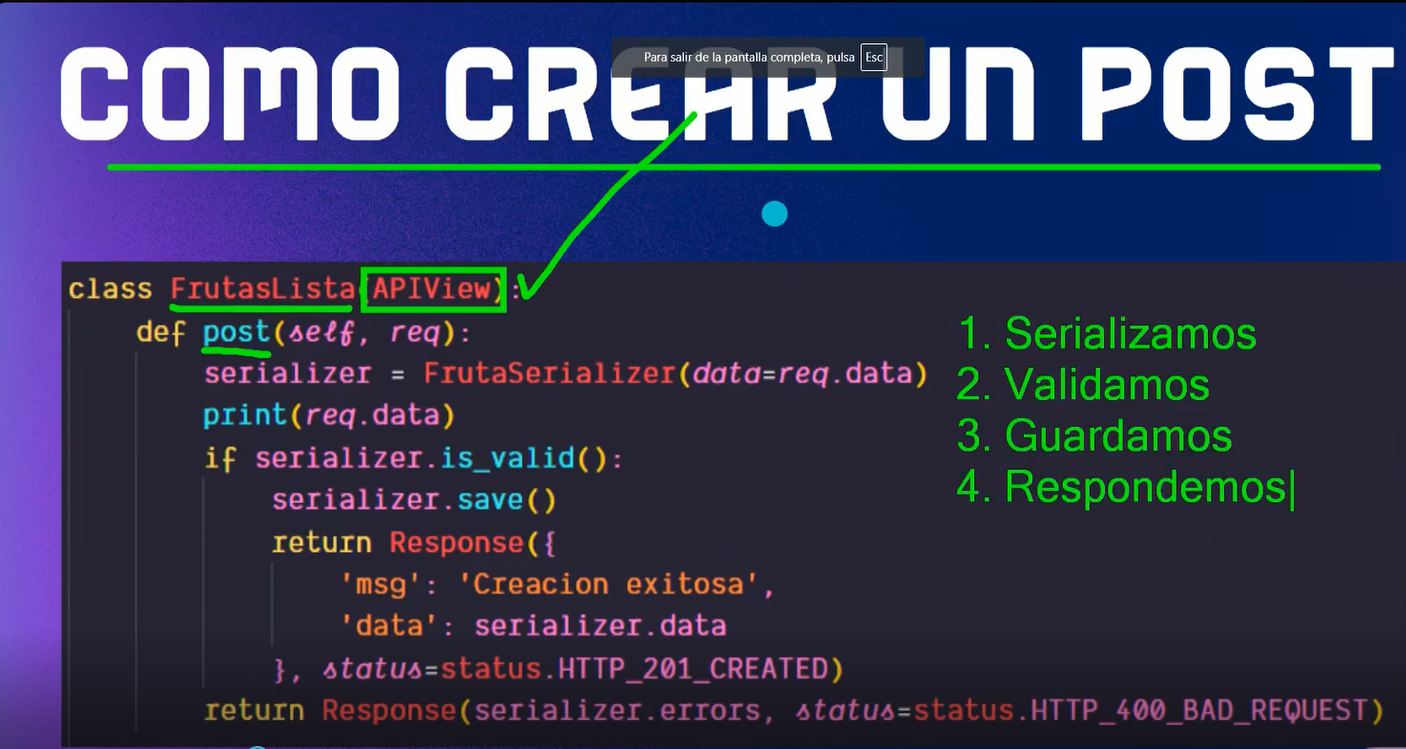 COMO CREAR UN POST
Para salir de la pantalla completa, pulsa Esc
class FrutasLista(APIView):
def post(self, req):
serializer = FrutaSerializer(data=req.data)
print(req.data)
if serializer.is_valid():
serializer.save()
return Response({
'msg': 'Creacion exitosa',
'data': serializer.data
}, status=status.HTTP_201_CREATED)
return Response(serializer.errors, status=status.HTTP_400_BAD_REQUEST)
1. Serializamos
2. Validamos
3. Guardamos
4. Respondemos